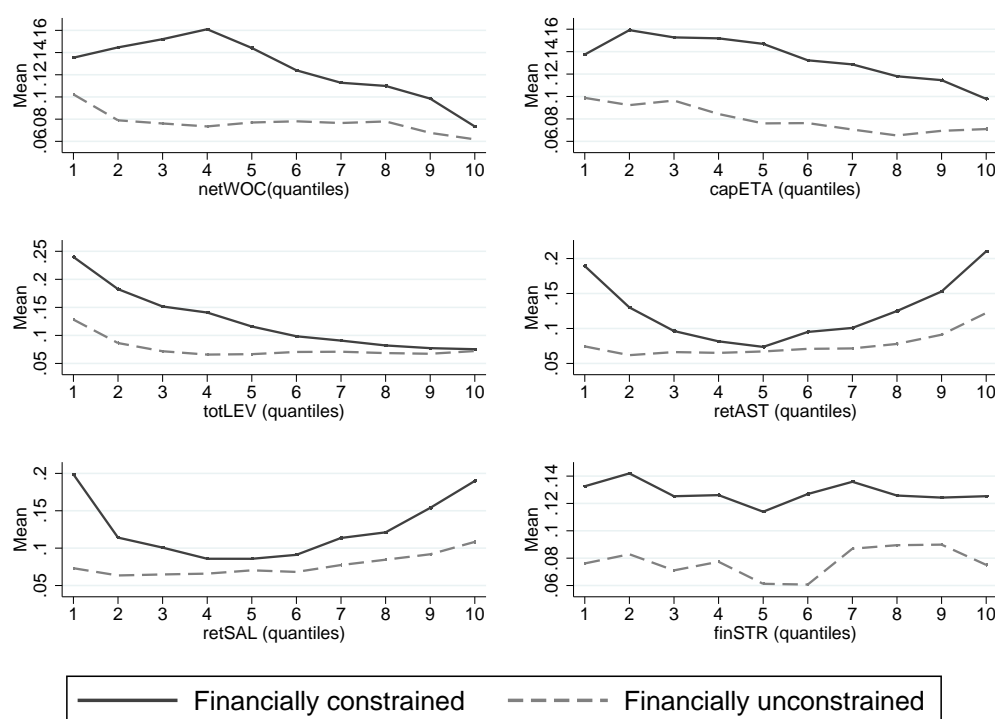 Mean
.06 .08 .1 .12 .14 .16
1 2 3 4 5 6 7 8 9 10
netWOC(quantiles)
Mean
.06 .08 .1 .12 .14 .16
1 2 3 4 5 6 7 8 9 10
capETA (quantiles)
Mean
.05 .1 .15 .2 .25
1 2 3 4 5 6 7 8 9 10
totLEV (quantiles)
Mean
.05 .1 .15 .2
1 2 3 4 5 6 7 8 9 10
retAST (quantiles)
Mean
.05 .1 .15 .2
1 2 3 4 5 6 7 8 9 10
retSAL (quantiles)
Mean
.06 .08 .1 .12 .14
1 2 3 4 5 6 7 8 9 10
finSTR (quantiles)
Financially constrained Financially unconstrained